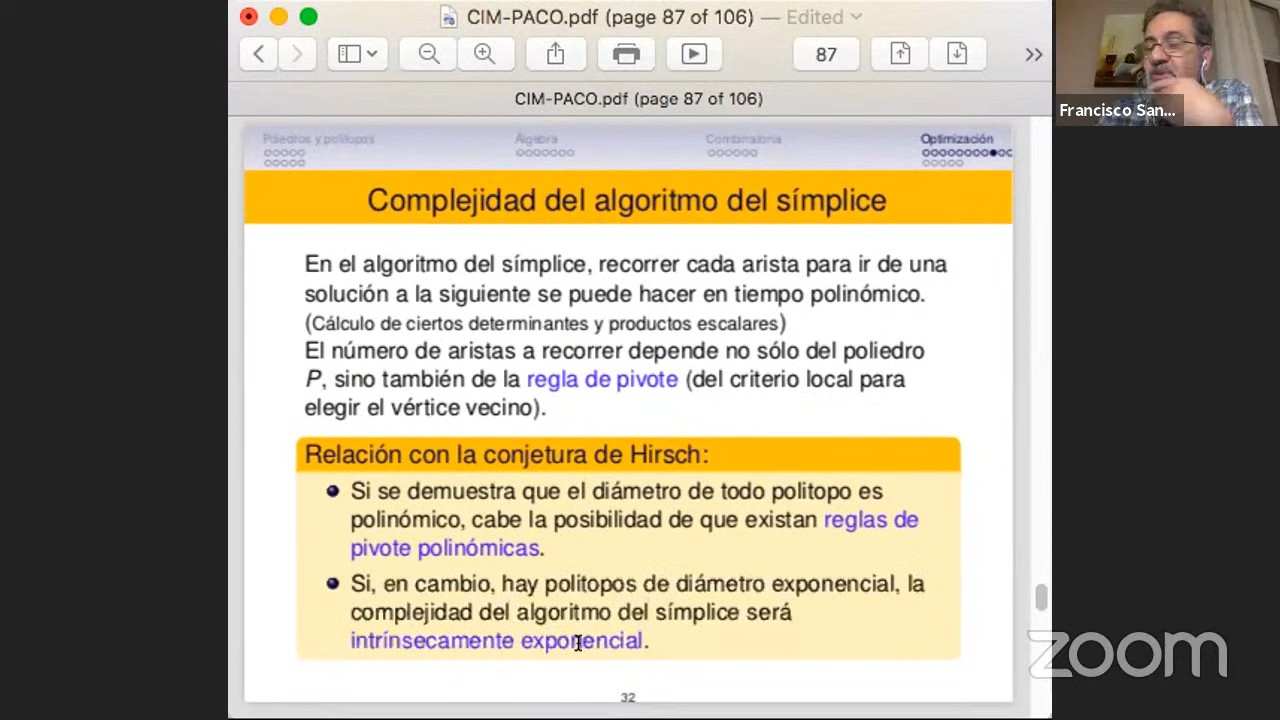 CIM-PACO.pdf (page 87 of 106) — Edited
87
CIM-PACO.pdf (page 87 of 106)
Francisco San...
Poliedros y politopos
Álgebra
Combinatoria
Optimización
Complejidad del algoritmo del símplice
En el algoritmo del símplice, recorrer cada arista para ir de una
solución a la siguiente se puede hacer en tiempo polinómico.
(Cálculo de ciertos determinantes y productos escalares)
El número de aristas a recorrer depende no sólo del poliedro
P, sino también de la regla de pivote (del criterio local para
elegir el vértice vecino).
Relación con la conjetura de Hirsch:
Si se demuestra que el diámetro de todo politopo es
polinómico, cabe la posibilidad de que existan reglas de
pivote polinómicas.
Si, en cambio, hay politopos de diámetro exponencial, la
complejidad del algoritmo del símplice será
intrínsecamente exponencial.
32
zoom